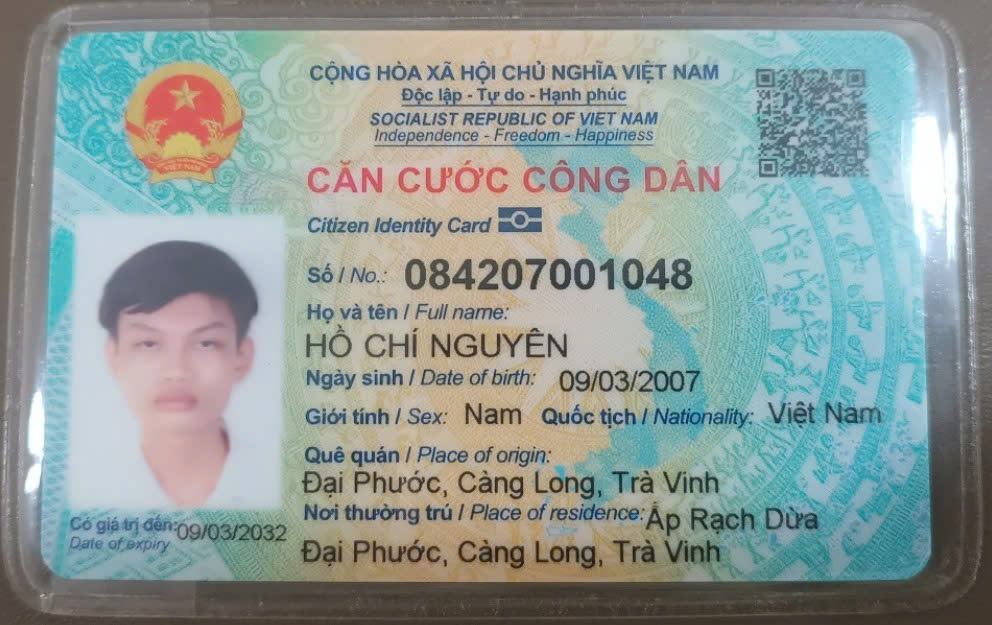 CỘNG HÒA XÃ HỘI CHỦ NGHĨA VIỆT NAM
Độc lập - Tự do - Hạnh phúc
SOCIALIST REPUBLIC OF VIET NAM
Independence - Freedom - Happiness
CĂN CƯỚC CÔNG DÂN
Citizen Identity Card
Số / No.: 084207001048
Họ và tên / Full name:
HỒ CHÍ NGUYÊN
Ngày sinh / Date of birth: 09/03/2007
Giới tính / Sex: Nam Quốc tịch / Nationality: Việt Nam
Quê quán / Place of origin:
Đại Phước, Càng Long, Trà Vinh
Nơi thường trú / Place of residence: Ấp Rạch Dừa
Đại Phước, Càng Long, Trà Vinh
Có giá trị đến: 09/03/2032
Date of expiry
VIỆT NAM